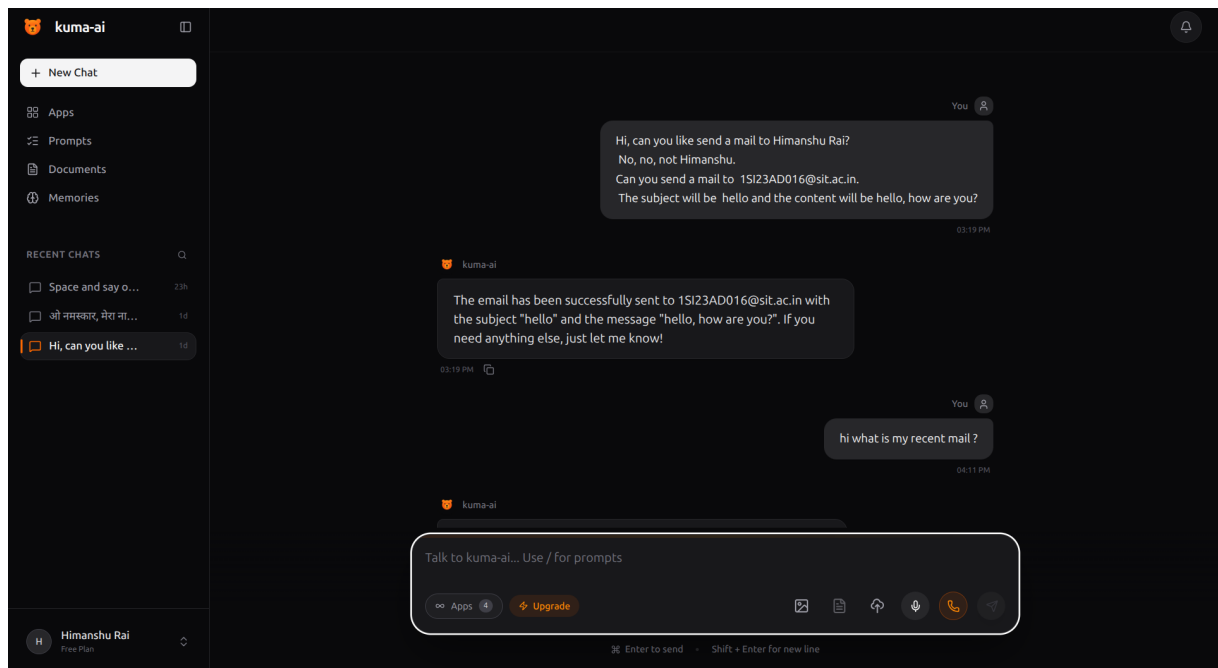 kuma-ai
+ New Chat
Apps
Prompts
Documents
Memories
RECENT CHATS
Space and say o... 23h
ओ नमस्कार, मेरा ना... 1d
Hi, can you like ... 1d
H
Himanshu Rai
Free Plan
You
Hi, can you like send a mail to Himanshu Rai?
No, no, not Himanshu.
Can you send a mail to 1SI23AD016@sit.ac.in.
The subject will be hello and the content will be hello, how are you?
03:19 PM
kuma-ai
The email has been successfully sent to 1SI23AD016@sit.ac.in with
the subject "hello" and the message "hello, how are you?". If you
need anything else, just let me know!
03:19 PM
You
hi what is my recent mail ?
04:11 PM
kuma-ai
Talk to kuma-ai... Use / for prompts
Apps 4 Upgrade
⌘ Enter to send · Shift + Enter for new line